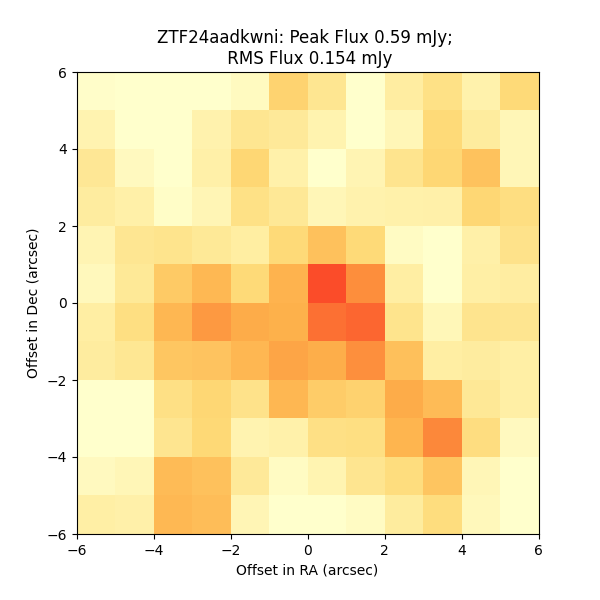 ZTF24aadkwni: Peak Flux 0.59 mJy;
RMS Flux 0.154 mJy
6
4
2
0
−2
−4
−6
Offset in Dec (arcsec)
−6 −4 −2 0 2 4 6
Offset in RA (arcsec)